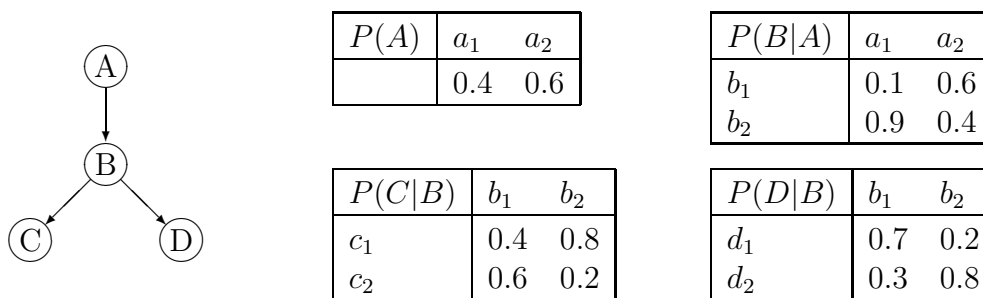 A
B
C
D
P(A) a₁ a₂
0.4 0.6
P(B|A) a₁ a₂
b₁ 0.1 0.6
b₂ 0.9 0.4
P(C|B) b₁ b₂
c₁ 0.4 0.8
c₂ 0.6 0.2
P(D|B) b₁ b₂
d₁ 0.7 0.2
d₂ 0.3 0.8